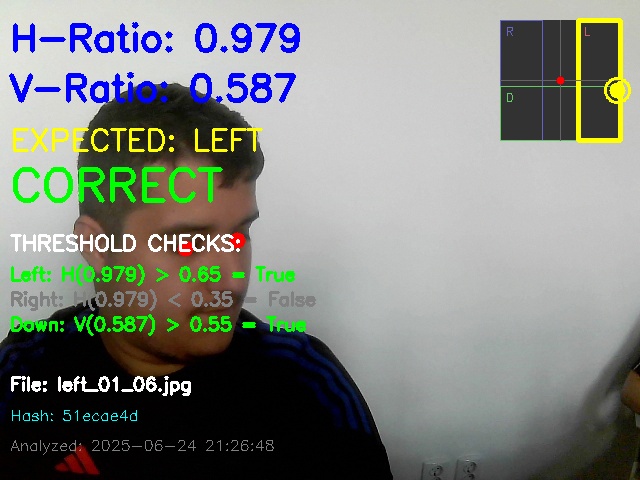 H-Ratio: 0.979
V-Ratio: 0.587
EXPECTED: LEFT
CORRECT
THRESHOLD CHECKS:
Left: H(0.979) > 0.65 = True
Right: H(0.979) < 0.35 = False
Down: V(0.587) > 0.55 = True
File: left_01_06.jpg
Hash: 51ecae4d
Analyzed: 2025-06-24 21:26:48
R
L
D